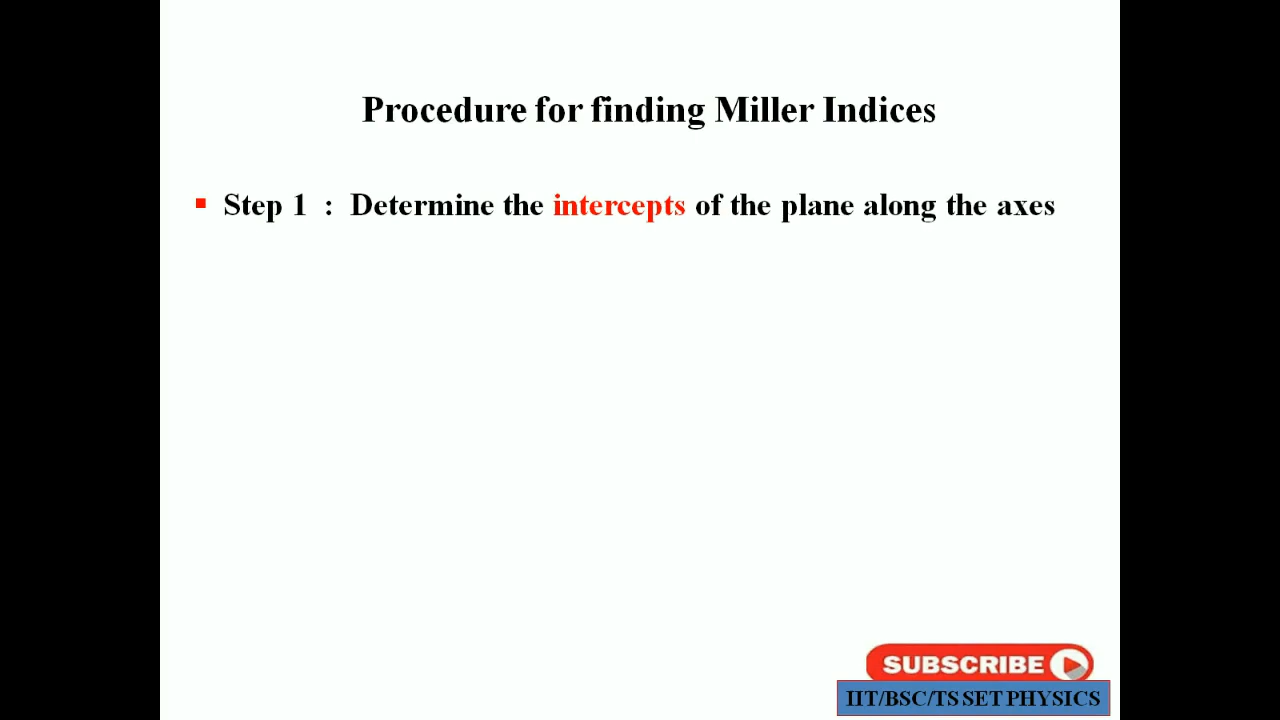 Procedure for finding Miller Indices
▪ Step 1 : Determine the intercepts of the plane along the axes
SUBSCRIBE
IIT/BSC/TS SET PHYSICS